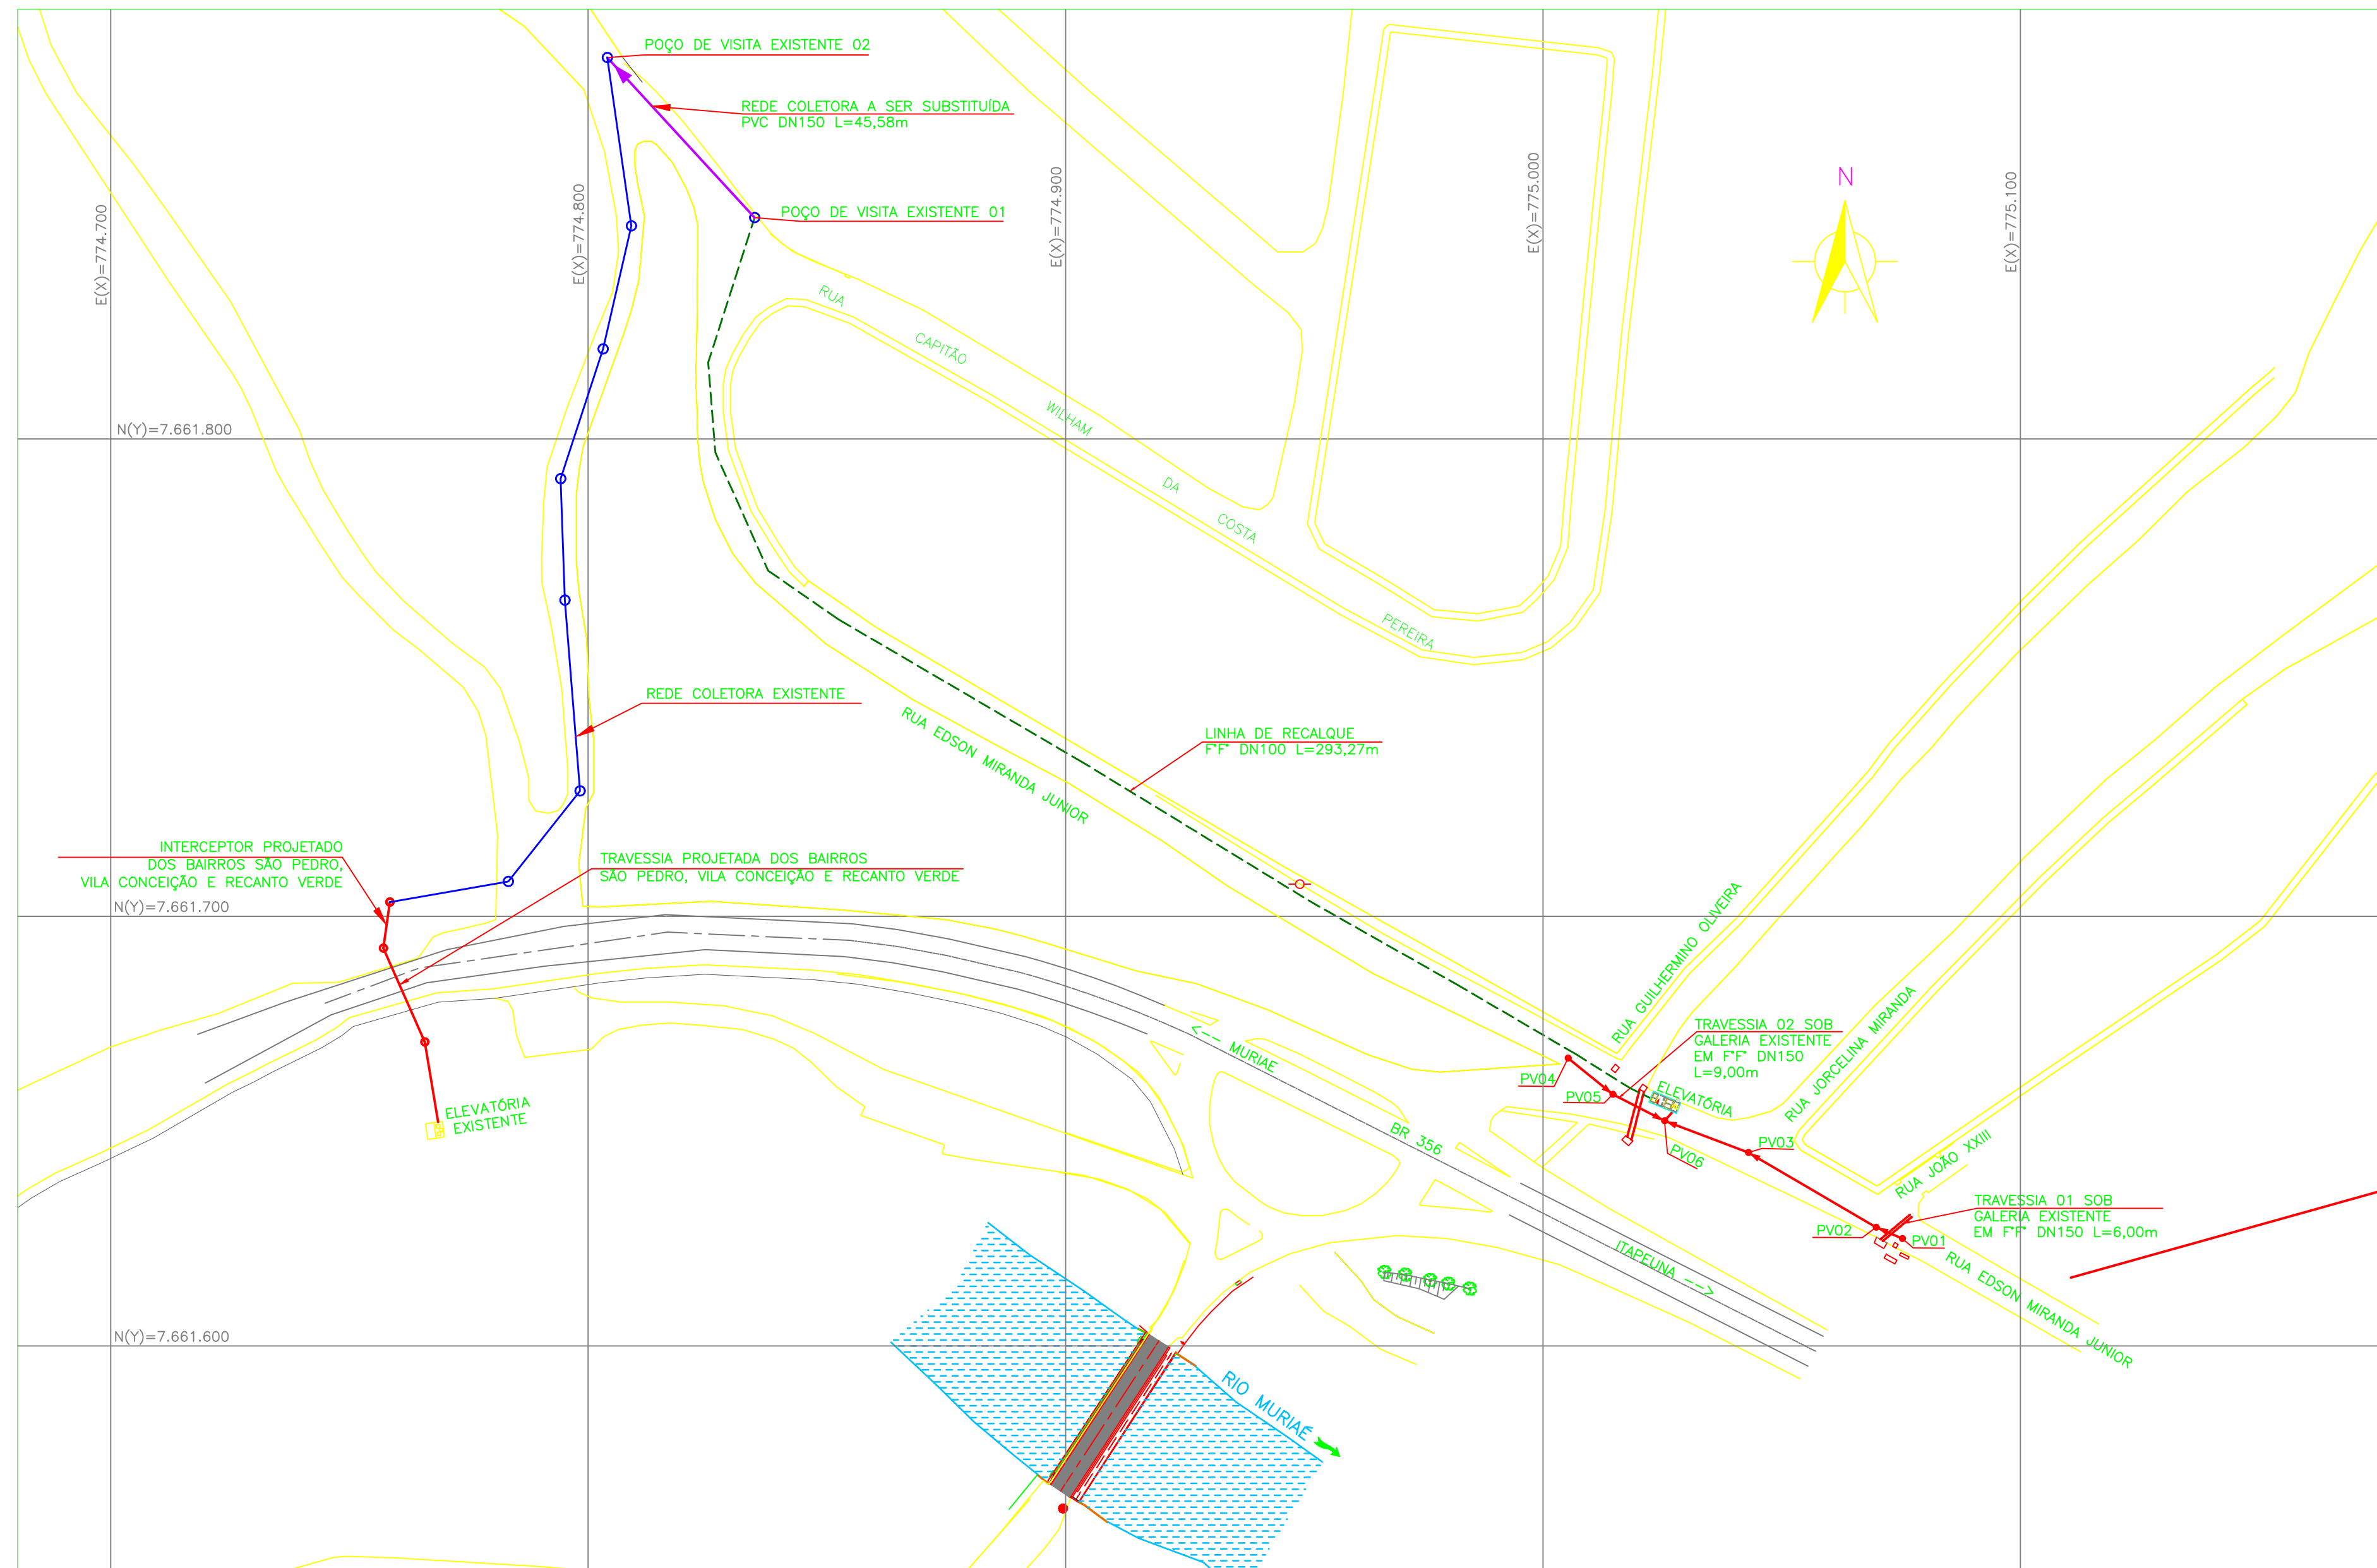 POÇO DE VISITA EXISTENTE 02
REDE COLETORA A SER SUBSTITUÍDA
PVC DN150 L=45,58m
POÇO DE VISITA EXISTENTE 01
E(X)=774.700
E(X)=774.800
E(X)=774.900
E(X)=775.000
E(X)=775.100
N
RUA
CAPITÃO
WILHAM
DA
COSTA
PEREIRA
N(Y)=7.661.800
REDE COLETORA EXISTENTE
RUA EDSON MIRANDA JUNIOR
LINHA DE RECALQUE
FºFº DN100 L=293,27m
INTERCEPTOR PROJETADO
DOS BAIRROS SÃO PEDRO,
VILA CONCEIÇÃO E RECANTO VERDE
TRAVESSIA PROJETADA DOS BAIRROS
SÃO PEDRO, VILA CONCEIÇÃO E RECANTO VERDE
N(Y)=7.661.700
RUA GUILHERMINO OLIVEIRA
RUA JORCELINA MIRANDA
TRAVESSIA 02 SOB
GALERIA EXISTENTE
EM FºFº DN150
L=9,00m
<-- MURIAE
PV04
PV05
ELEVATÓRIA
ELEVATÓRIA
EXISTENTE
BR 356
PV06
PV03
RUA JOÃO XXIII
TRAVESSIA 01 SOB
GALERIA EXISTENTE
EM FºFº DN150 L=6,00m
PV02
PV01
ITAPELINA -->
RUA EDSON MIRANDA JUNIOR
N(Y)=7.661.600
RIO MURIAÉ